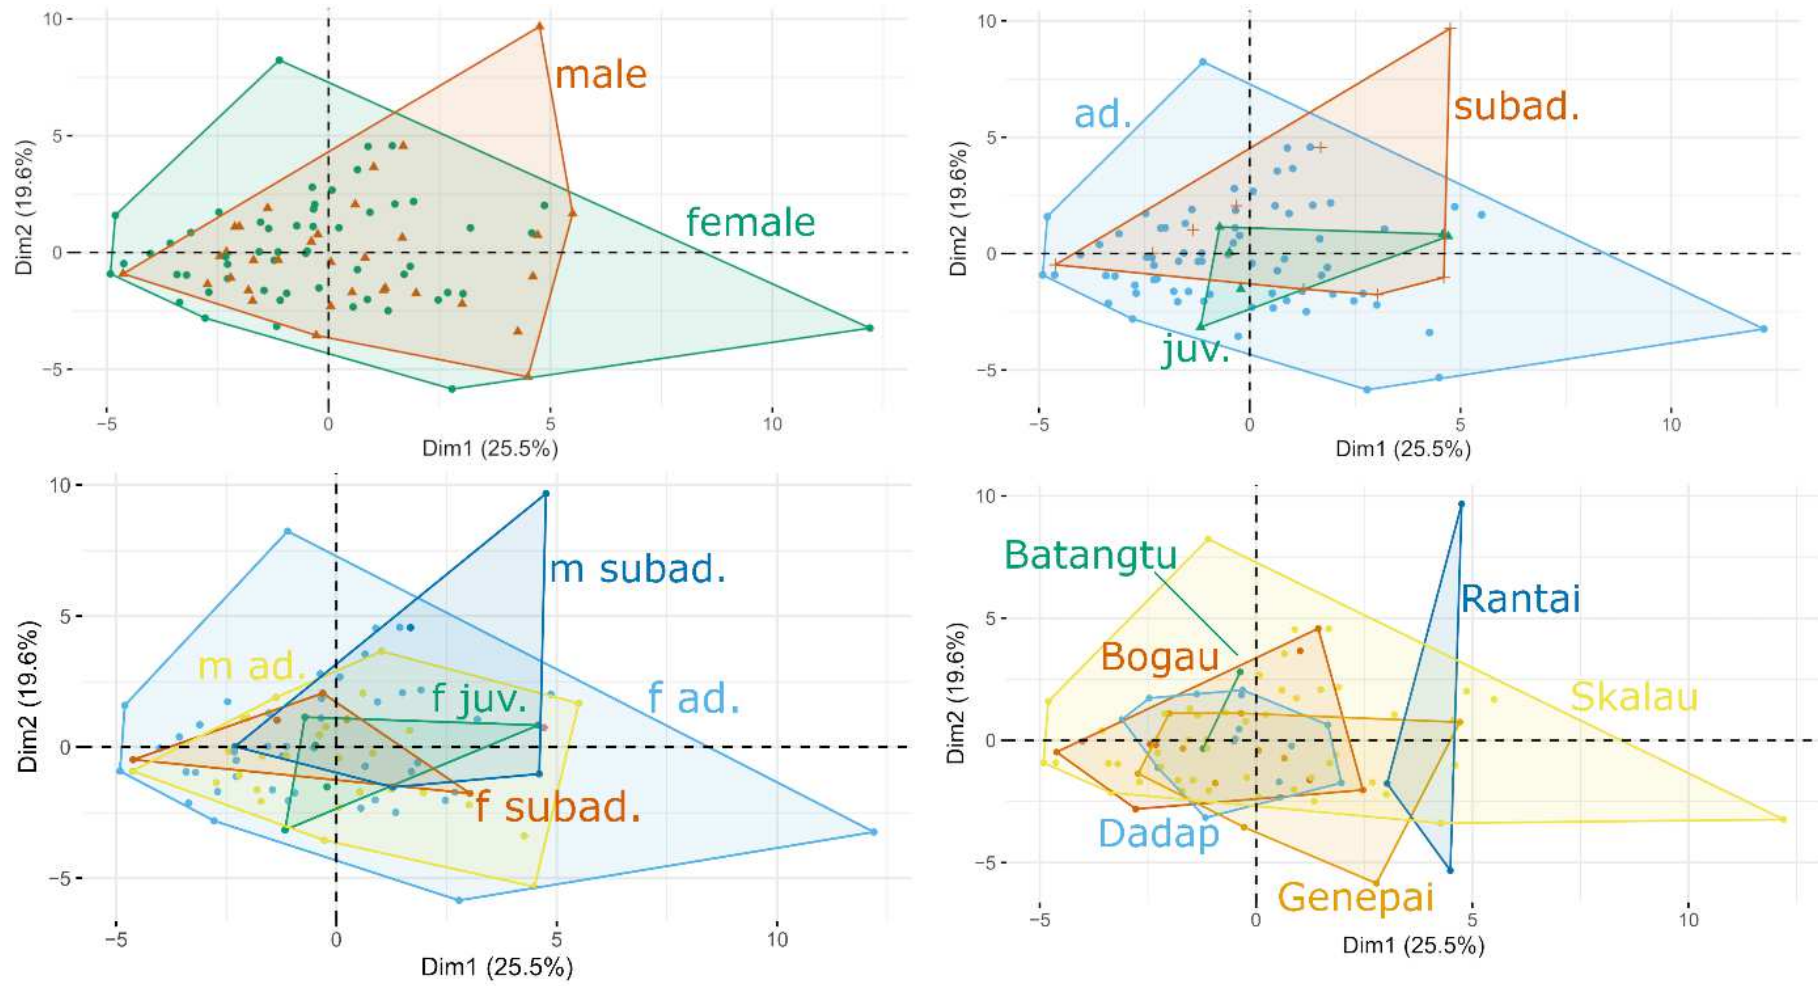 10
5
0
−5
Dim2 (19.6%)
male
female
−5
0
5
10
Dim1 (25.5%)
10
5
0
−5
Dim2 (19.6%)
ad.
subad.
juv.
−5
0
5
10
Dim1 (25.5%)
10
5
0
−5
Dim2 (19.6%)
m subad.
m ad.
f juv.
f ad.
f subad.
−5
0
5
10
Dim1 (25.5%)
10
5
0
−5
Dim2 (19.6%)
Batangtu
Rantai
Bogau
Skalau
Dadap
Genepai
−5
0
5
10
Dim1 (25.5%)